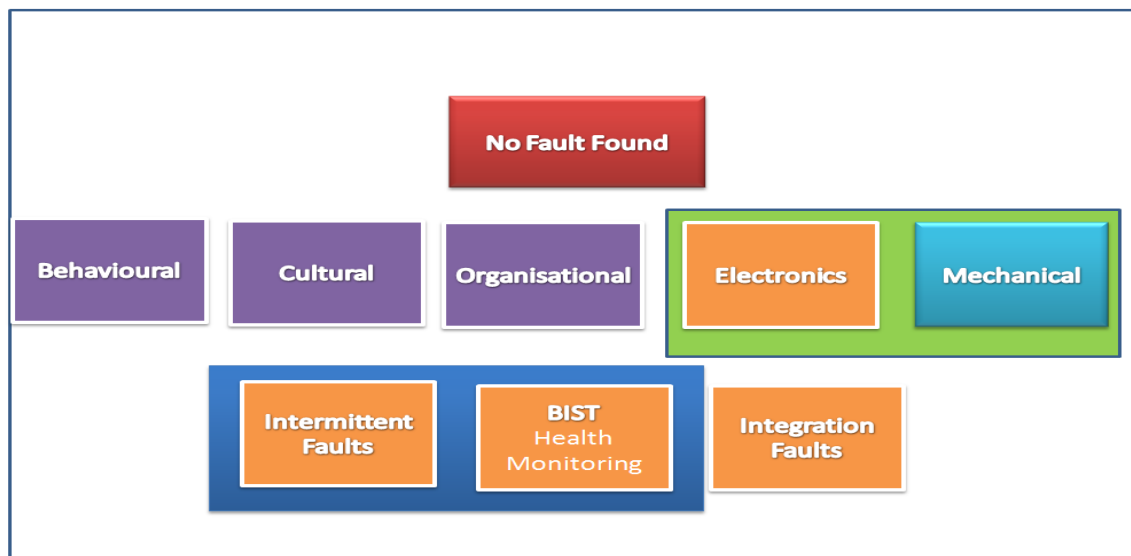 No Fault Found
Behavioural
Cultural
Organisational
Electronics
Mechanical
Intermittent
Faults
BIST
Health
Monitoring
Integration
Faults